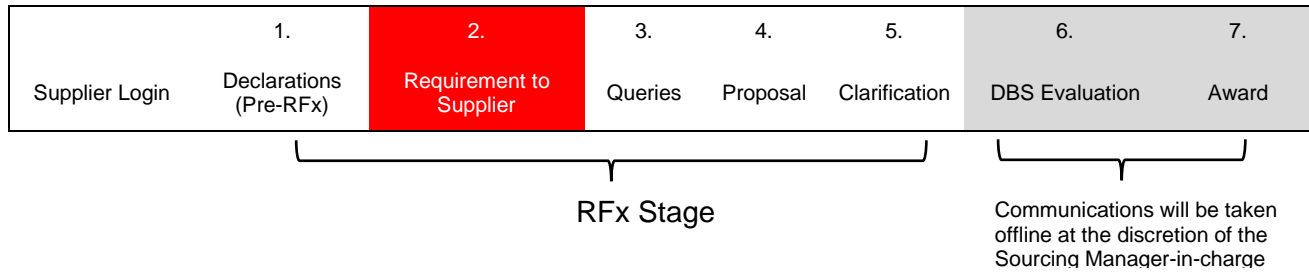 1.
2.
3.
4.
5.
6.
7.
Supplier Login
Declarations
(Pre-RFx)
Requirement to
Supplier
Queries
Proposal
Clarification
DBS Evaluation
Award
RFx Stage
Communications will be taken
offline at the discretion of the
Sourcing Manager-in-charge